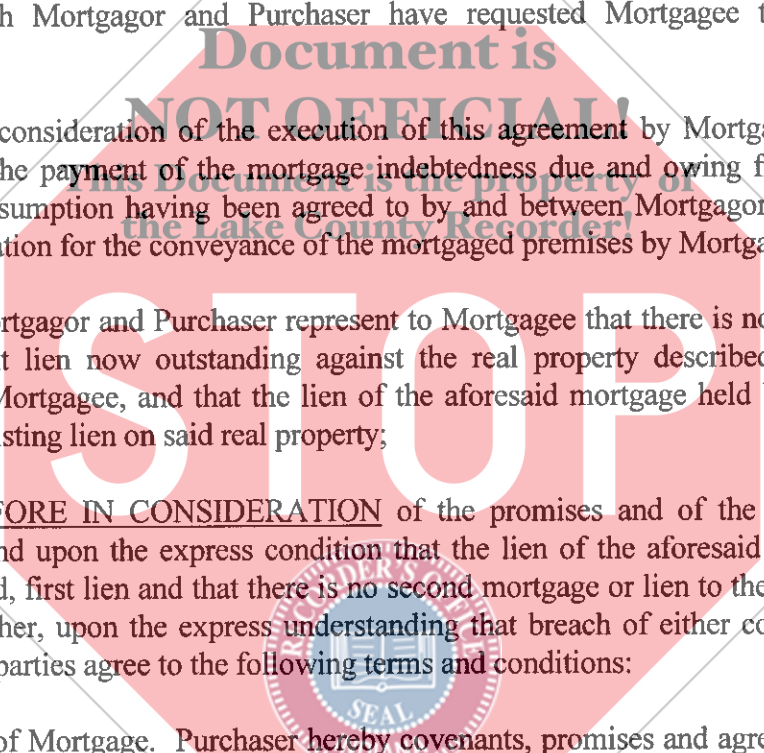 h Mortgagor and Purchaser have requested Mortgagee t
Document is
NOT OFFICIAL!
consideration of the execution of this agreement by Mortga
he payment of the mortgage indebtedness due and owing f
This Document is the property of
sumption having been agreed to by and between Mortgagor
the Lake County Recorder!
ation for the conveyance of the mortgaged premises by Mortga
rtgagor and Purchaser represent to Mortgagee that there is no
t lien now outstanding against the real property described
Mortgagee, and that the lien of the aforesaid mortgage held
isting lien on said real property;
STOP
FORE IN CONSIDERATION of the promises and of the
nd upon the express condition that the lien of the aforesaid
d, first lien and that there is no second mortgage or lien to the
her, upon the express understanding that breach of either co
parties agree to the following terms and conditions:
RECORDER'S OFFICE
SEAL
of Mortgage. Purchaser hereby covenants, promises and agre